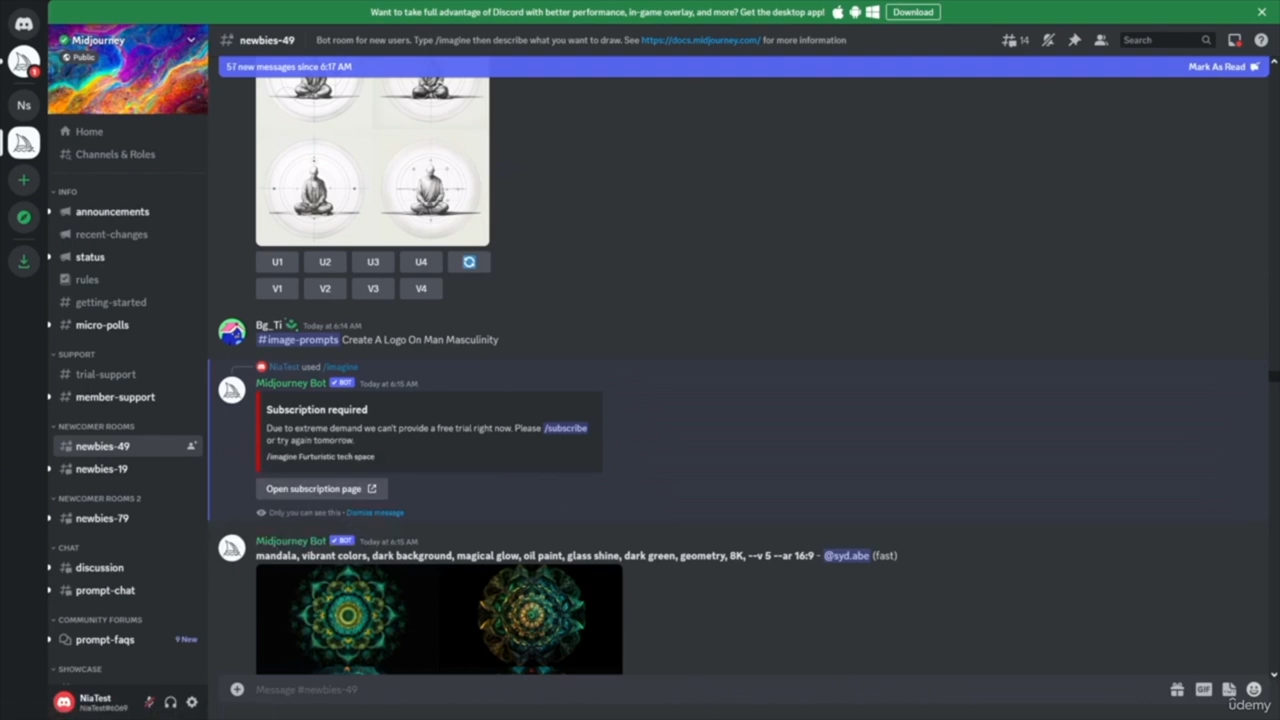 Want to take full advantage of Discord with better performance, in-game overlay, and more? Get the desktop app!
Download
Midjourney
Public
newbies-49
Bot room for new users. Type /imagine then describe what you want to draw. See https://docs.midjourney.com/ for more information
14
Search
57 new messages since 6:17 AM
Mark As Read
1
Ns
Home
Channels & Roles
INFO
announcements
recent-changes
status
rules
getting-started
micro-polls
SUPPORT
trial-support
member-support
NEWCOMER ROOMS
newbies-49
newbies-19
NEWCOMER ROOMS 2
newbies-79
CHAT
discussion
prompt-chat
COMMUNITY FORUMS
prompt-faqs
9 New
SHOWCASE
NiaTest
U1 U2 U3 U4
V1 V2 V3 V4
Bg_Ti Today at 6:14 AM
#image-prompts Create A Logo On Man Masculinity
NiaTest used /imagine
Midjourney Bot BOT Today at 6:15 AM
Subscription required
Due to extreme demand we can't provide a free trial right now. Please /subscribe
or try again tomorrow.
/imagine Furturistic tech space
Open subscription page
Only you can see this • Dismiss message
Midjourney Bot BOT Today at 6:15 AM
mandala, vibrant colors, dark background, magical glow, oil paint, glass shine, dark green, geometry, 8K, --v 5 --ar 16:9 - @syd.abe (fast)
Message #newbies-49
GIF
ûdemy